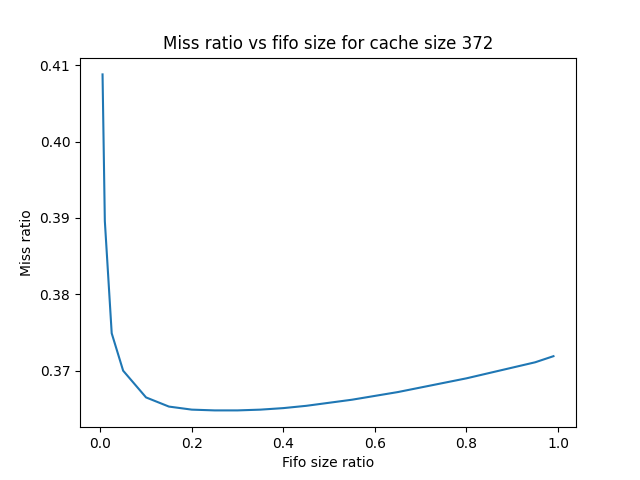 Miss ratio vs fifo size for cache size 372
0.41
0.40
0.39
0.38
0.37
Miss ratio
0.0 0.2 0.4 0.6 0.8 1.0
Fifo size ratio